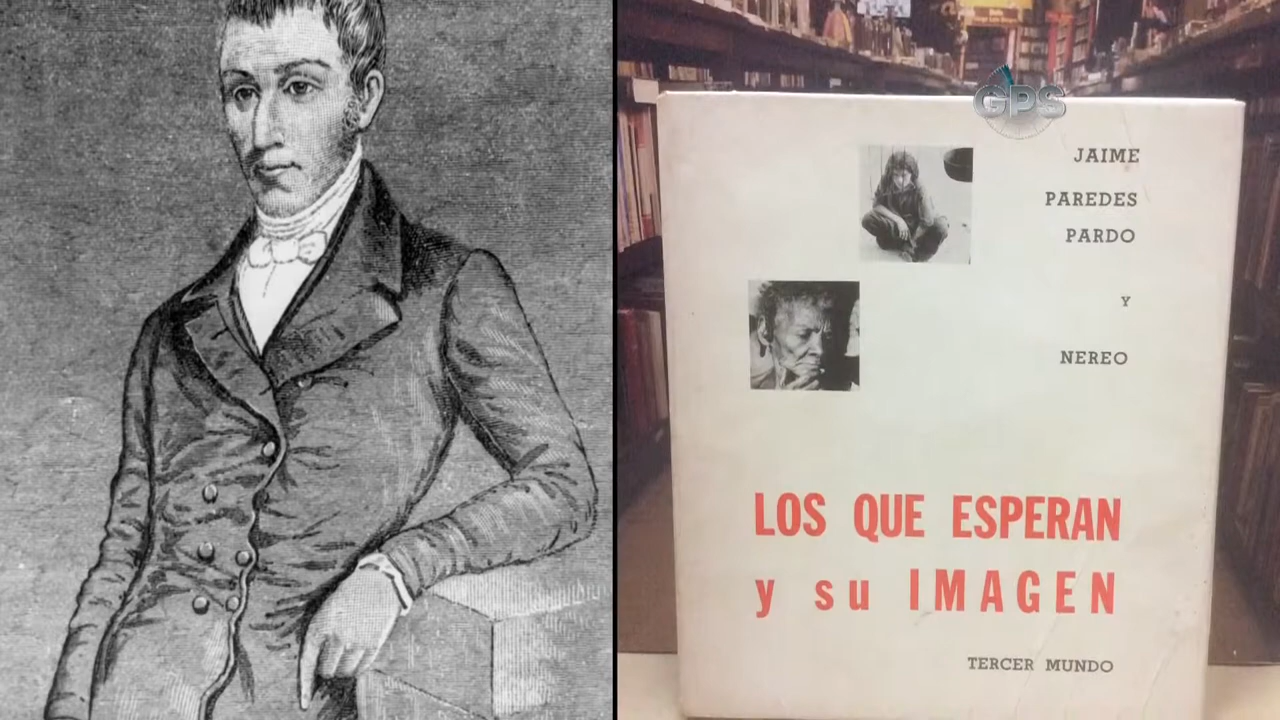 GPS
JAIME
PAREDES
PARDO
Y
NEREO
LOS QUE ESPERAN
y su IMAGEN
TERCER MUNDO